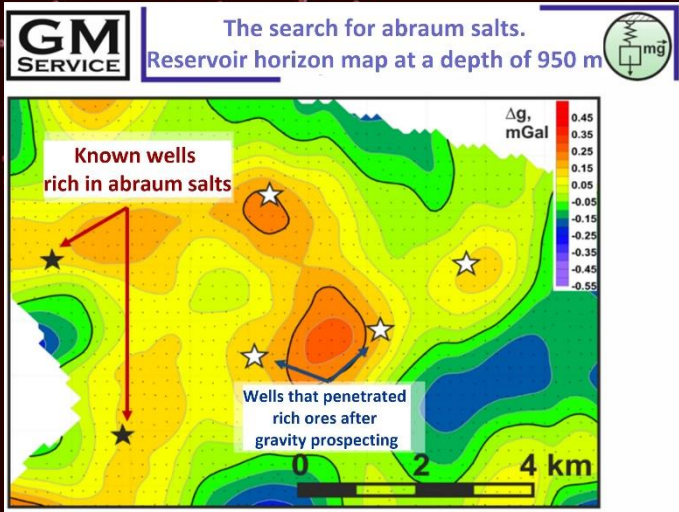 GM
SERVICE
The search for abraum salts.
Reservoir horizon map at a depth of 950 m
mg
Δg,
mGal
0.45
0.35
0.25
0.15
0.05
-0.05
-0.15
-0.25
-0.35
-0.45
-0.55
Known wells
rich in abraum salts
Wells that penetrated
rich ores after
gravity prospecting
0 2 4 km